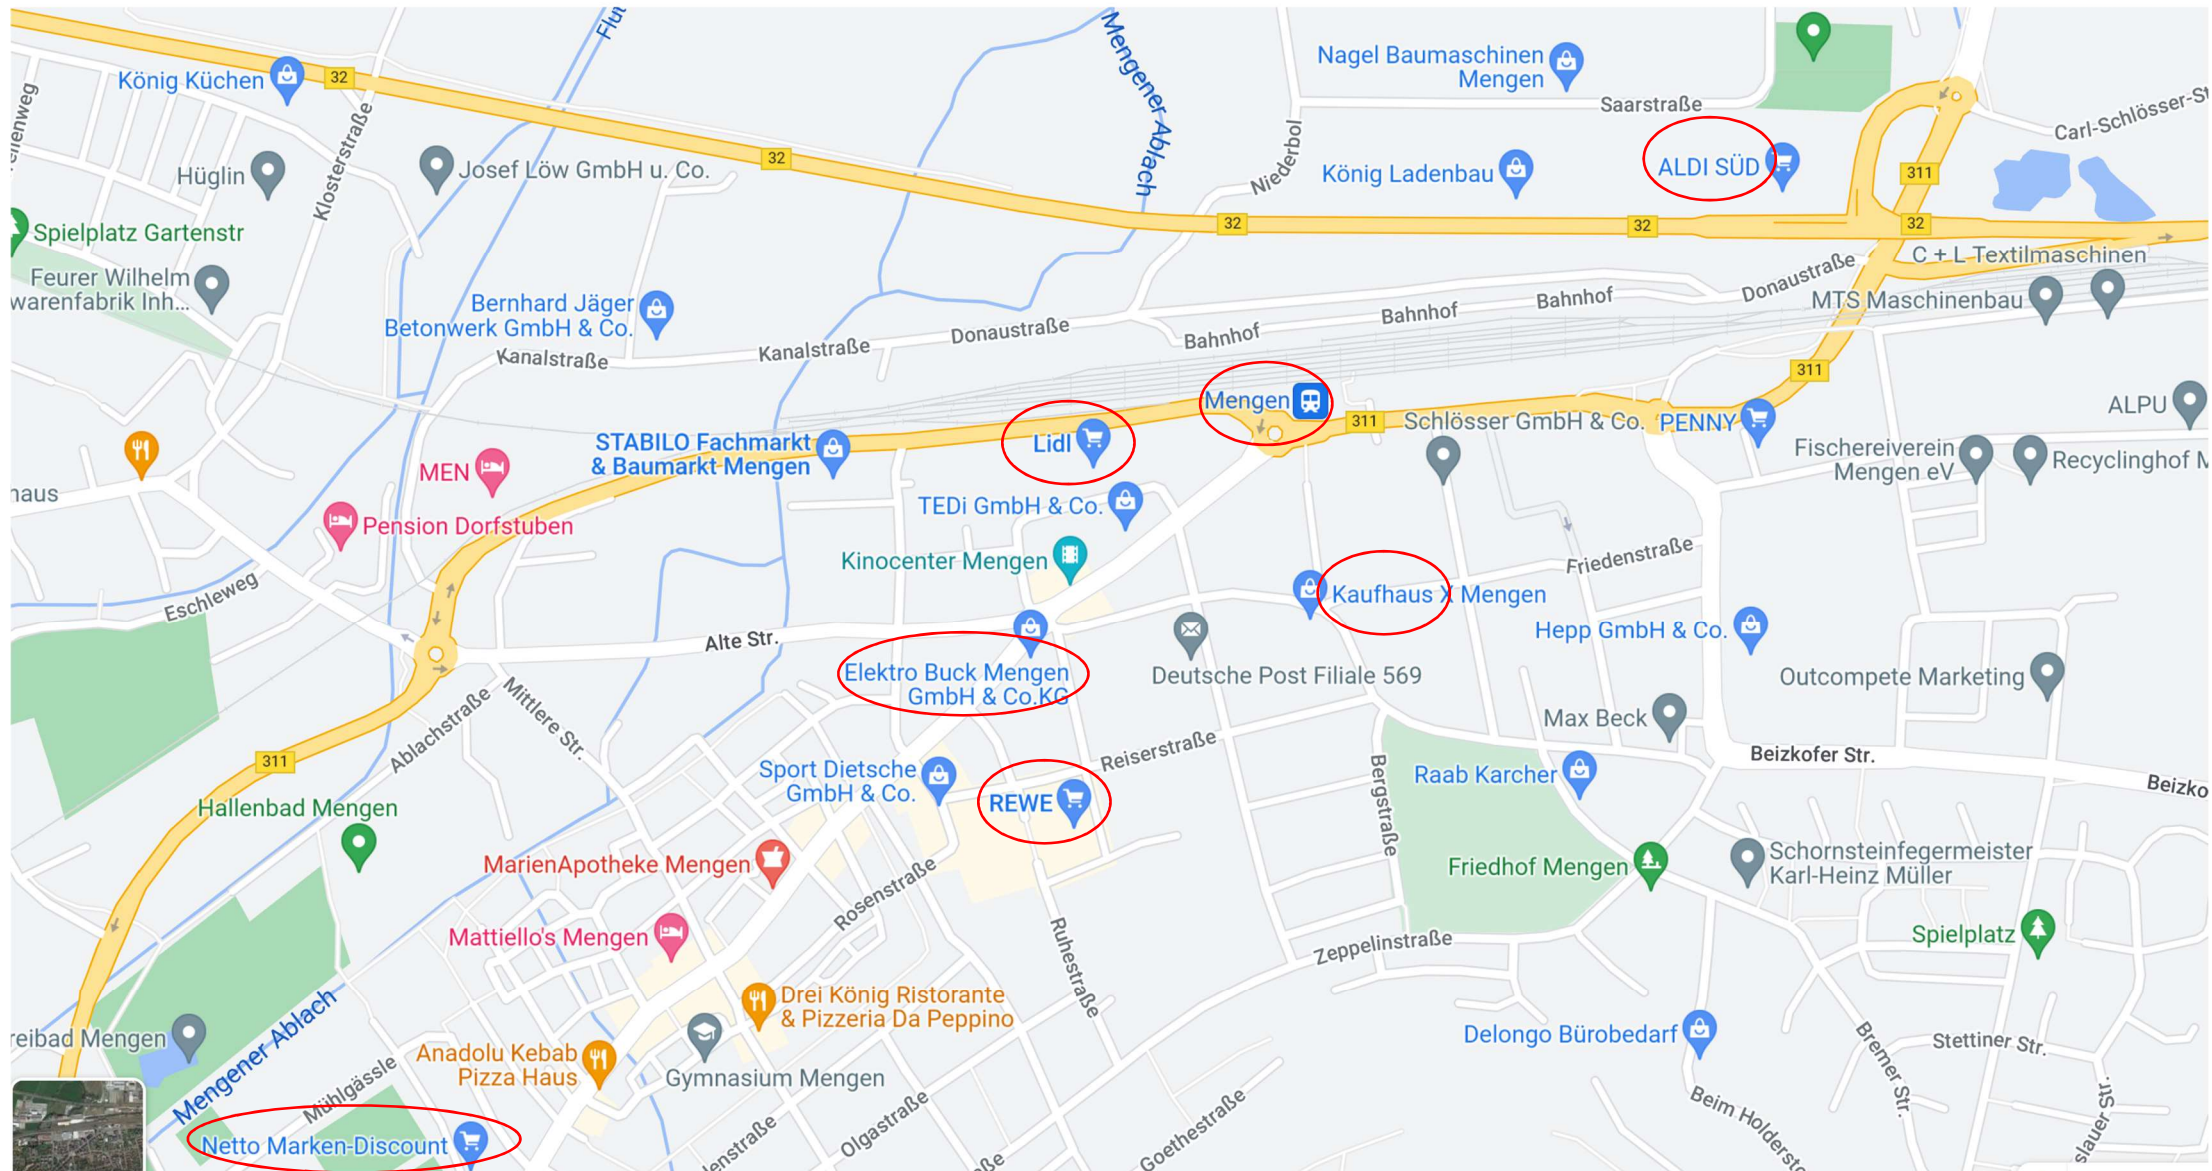 Flut
Mengener Ablach
König Küchen
32
Nagel Baumaschinen
Mengen
Saarstraße
Carl-Schlösser-St
Klosterstraße
Hüglin
Josef Löw GmbH u. Co.
32
Niederbol
König Ladenbau
ALDI SÜD
311
Spielplatz Gartenstr
32
32
32
C + L Textilmaschinen
Feurer Wilhelm
warenfabrik Inh...
Bernhard Jäger
Betonwerk GmbH & Co.
Donaustraße
MTS Maschinenbau
Kanalstraße
Kanalstraße
Donaustraße
Bahnhof
Bahnhof
Bahnhof
311
Mengen
311
Schlösser GmbH & Co.
PENNY
ALPU
STABILO Fachmarkt
& Baumarkt Mengen
Lidl
Fischereiverein
Mengen eV
Recyclinghof M
haus
MEN
TEDi GmbH & Co.
Pension Dorfstuben
Kinocenter Mengen
Friedenstraße
Eschleweg
Kaufhaus X Mengen
Hepp GmbH & Co.
Alte Str.
Elektro Buck Mengen
GmbH & Co.KG
Deutsche Post Filiale 569
Outcompete Marketing
Mittlere Str.
Ablachstraße
Max Beck
Beizkofer Str.
Beizko
311
Reiserstraße
Bergstraße
Raab Karcher
Sport Dietsche
GmbH & Co.
REWE
Hallenbad Mengen
MarienApotheke Mengen
Rosenstraße
Friedhof Mengen
Schornsteinfegermeister
Karl-Heinz Müller
Mattiello's Mengen
Ruhestraße
Zeppelinstraße
Spielplatz
Drei König Ristorante
& Pizzeria Da Peppino
reibad Mengen
Mengener Ablach
Delongo Bürobedarf
Bremer Str.
Stettiner Str.
Anadolu Kebab
Pizza Haus
Gymnasium Mengen
Mühlgässle
Netto Marken-Discount
Olgastraße
Goethestraße
Beim Holdersto
slauer Str.